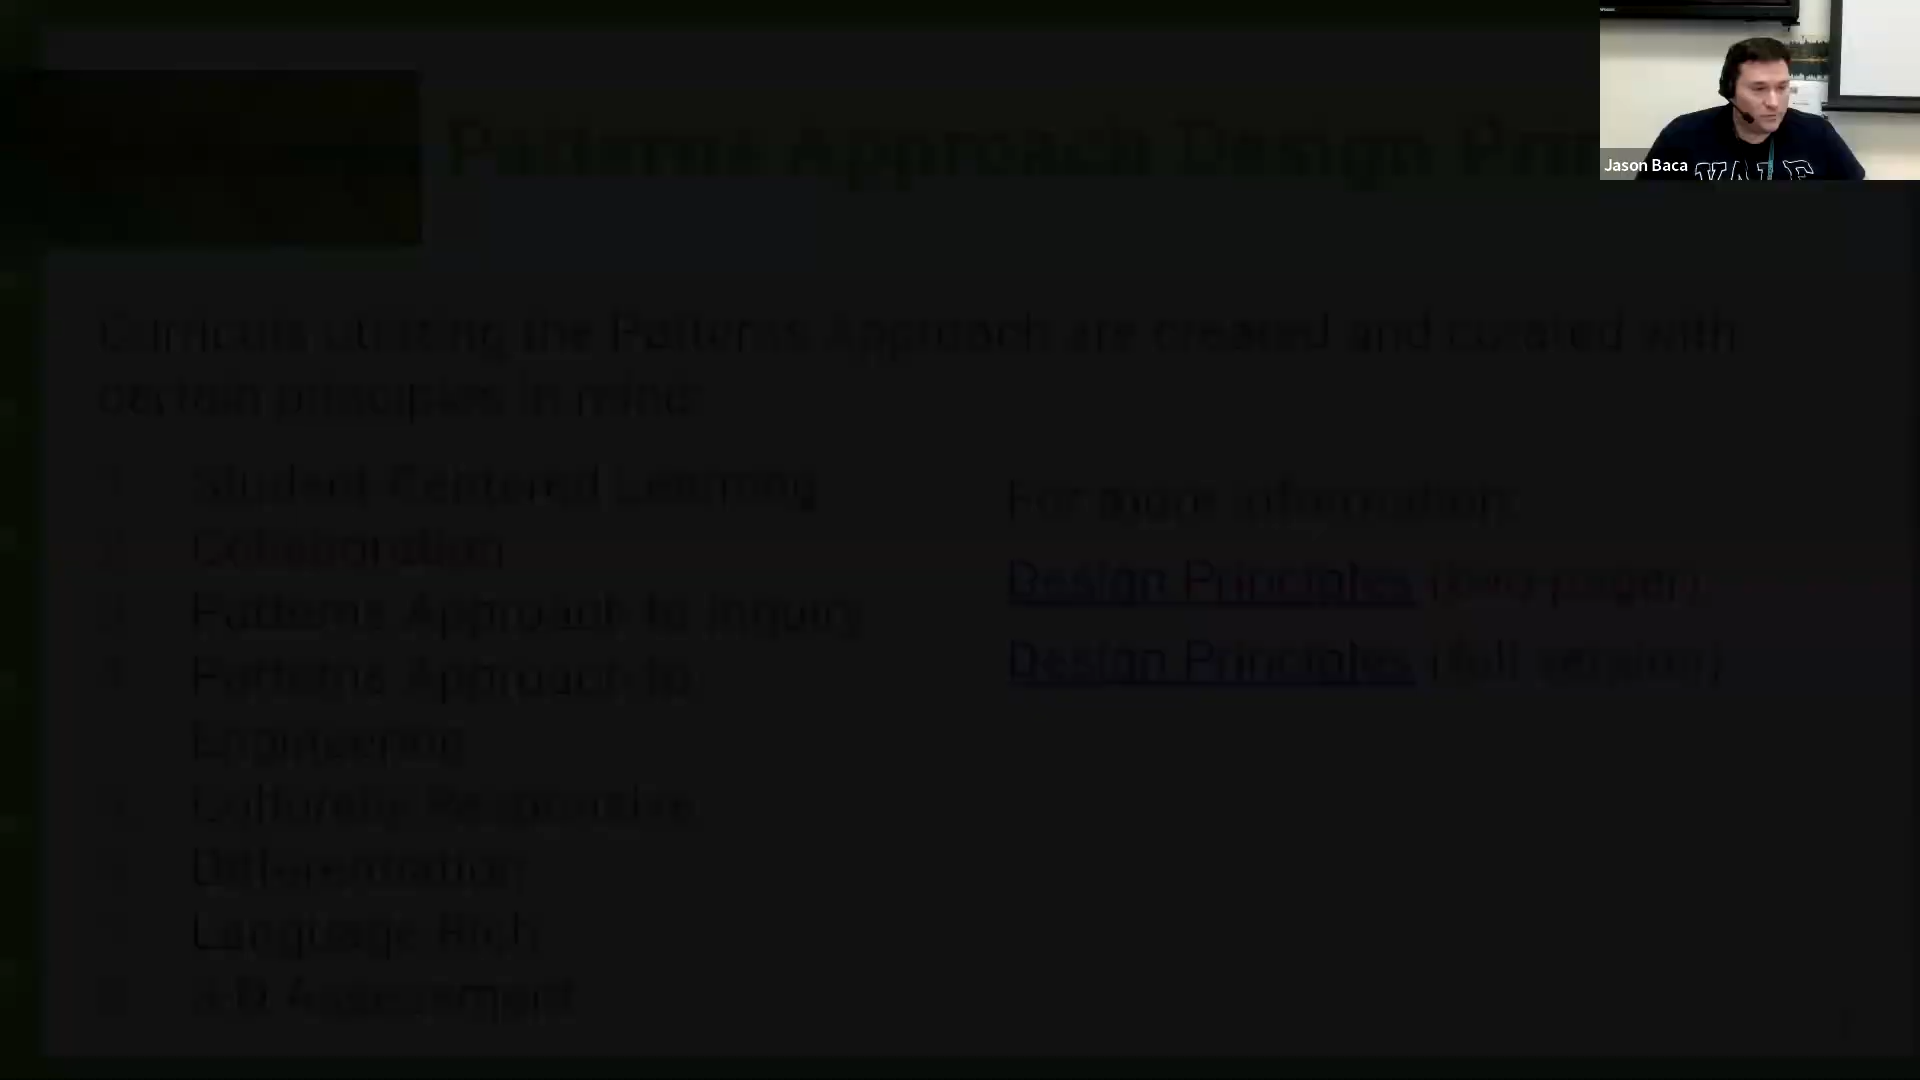 Patterns Approach Design
Jason Baca
YALE
Curricula utilizing the Patterns Approach are created and curated with
certain principles in mind
Student Centered Learning
Collaboration
Patterns Approach to Inquiry
Patterns Approach to
Engineering
Culturally Responsive
Differentiation
Language Rich
3-D Assessment
For more information:
Design Principles (two-pager)
Design Principles (full version)